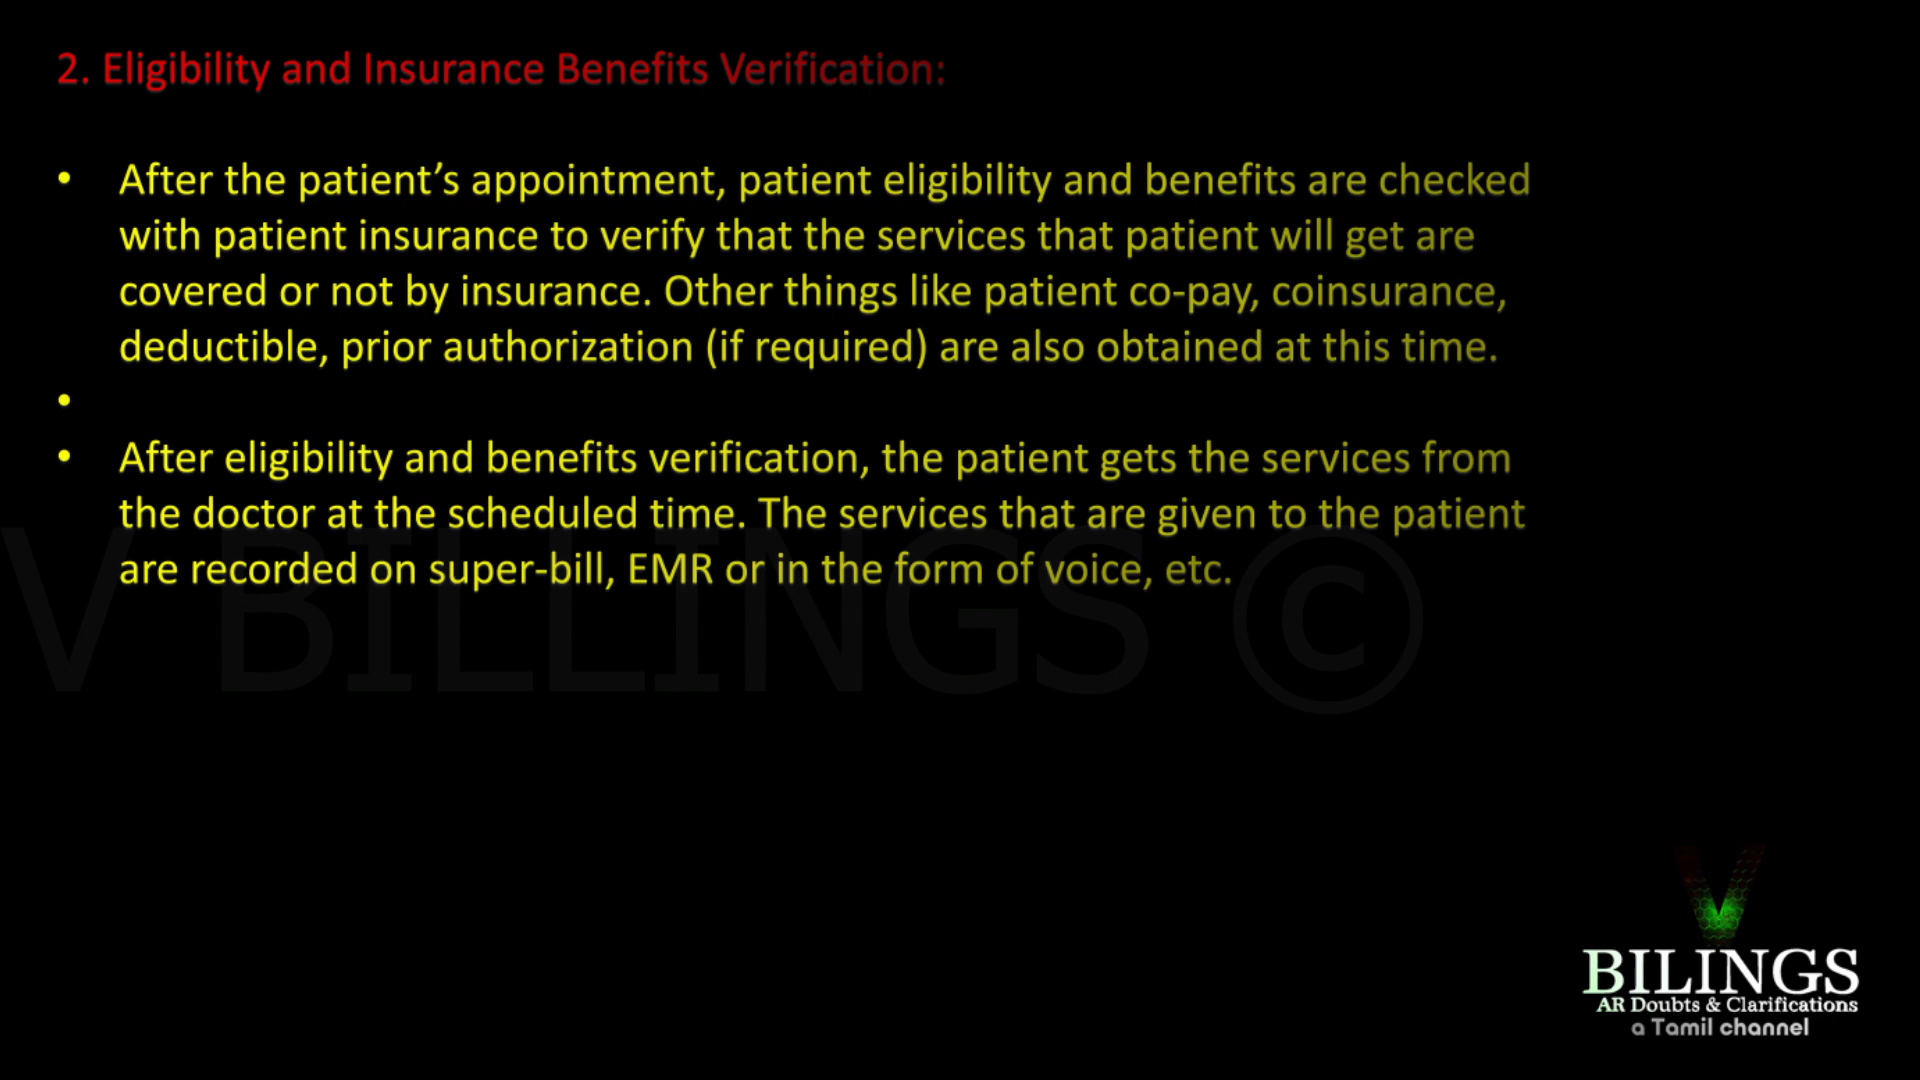 2. Eligibility and Insurance Benefits Verification:
• After the patient’s appointment, patient eligibility and benefits are checked
with patient insurance to verify that the services that patient will get are
covered or not by insurance. Other things like patient co-pay, coinsurance,
deductible, prior authorization (if required) are also obtained at this time.
•
• After eligibility and benefits verification, the patient gets the services from
the doctor at the scheduled time. The services that are given to the patient
are recorded on super-bill, EMR or in the form of voice, etc.
V BILLINGS ©
V
BILINGS
AR Doubts & Clarifications
a Tamil channel